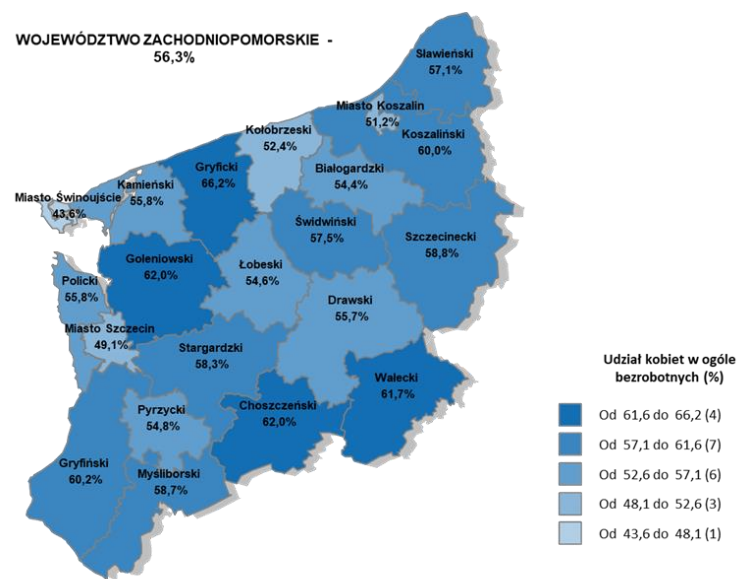 WOJEWÓDZTWO ZACHODNIOPOMORSKIE -
56,3%
Sławieński
57,1%
Miasto Koszalin
51,2%
Koszaliński
60,0%
Kołobrzeski
52,4%
Białogardzki
54,4%
Gryficki
66,2%
Kamieński
55,8%
Miasto Świnoujście
43,6%
Świdwiński
57,5%
Szczecinecki
58,8%
Goleniowski
62,0%
Łobeski
54,6%
Policki
55,8%
Drawski
55,7%
Miasto Szczecin
49,1%
Stargardzki
58,3%
Wałecki
61,7%
Choszczeński
62,0%
Pyrzycki
54,8%
Gryfiński
60,2%
Myśliborski
58,7%
Udział kobiet w ogóle
bezrobotnych (%)
Od 61,6 do 66,2 (4)
Od 57,1 do 61,6 (7)
Od 52,6 do 57,1 (6)
Od 48,1 do 52,6 (3)
Od 43,6 do 48,1 (1)